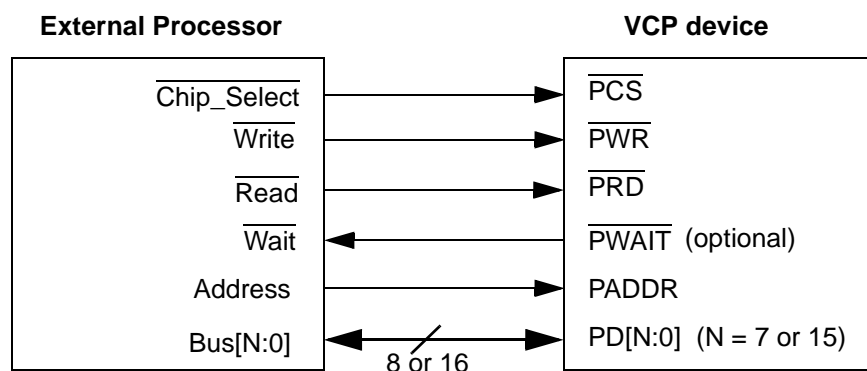 External Processor VCP device
Chip_Select PCS
Write PWR
Read PRD
Wait PWAIT (optional)
Address PADDR
Bus[N:0] PD[N:0] (N = 7 or 15)
8 or 16